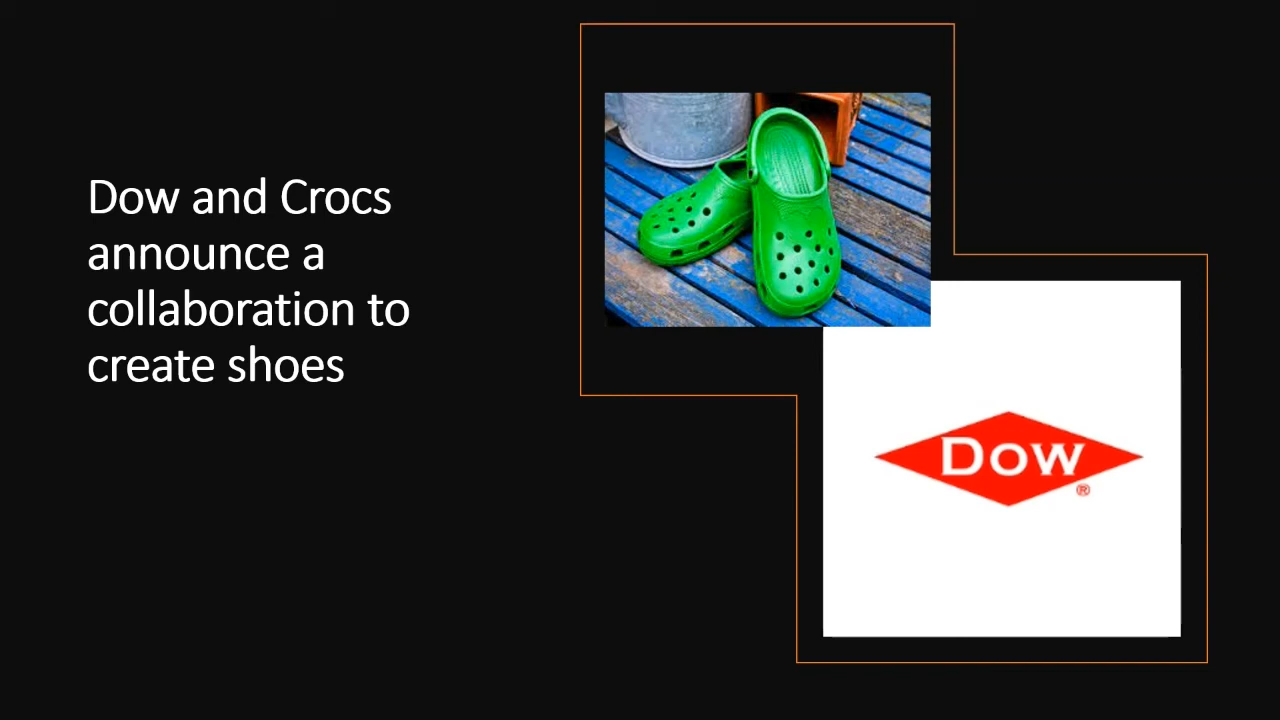 Dow and Crocs
announce a
collaboration to
create shoes
Dow
®